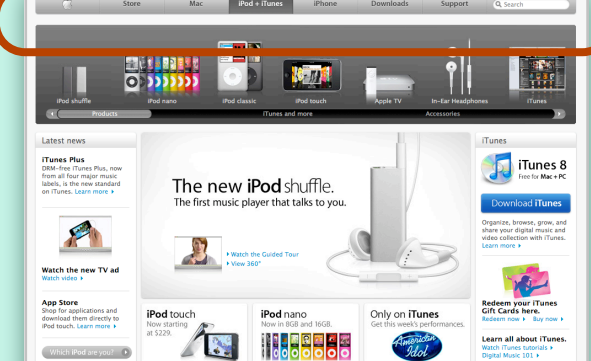 Store Mac iPod + iTunes iPhone Downloads Support Search
iPod shuffle iPod nano iPod classic iPod touch Apple TV In-Ear Headphones iTunes
Products iTunes and more Accessories
Latest news
iTunes Plus
DRM-free iTunes Plus, now
from all four major music
labels, is the new standard
on iTunes. Learn more
Watch the new TV ad
Watch video
App Store
Shop for applications and
download them directly to
iPod touch. Learn more
Which iPod are you?
The new iPod shuffle.
The first music player that talks to you.
Watch the Guided Tour
View 360°
iPod touch
Now starting
at $229.
iPod nano
Now in 8GB and 16GB.
Only on iTunes
Get this week's performances.
American
Idol
iTunes
iTunes 8
Free for Mac + PC
Download iTunes
Organize, browse, grow, and
share your digital music and
video collection with iTunes.
Learn more
Redeem your iTunes
Gift Cards here.
Redeem now Buy now
Learn all about iTunes.
Watch iTunes tutorials
Digital Music 101